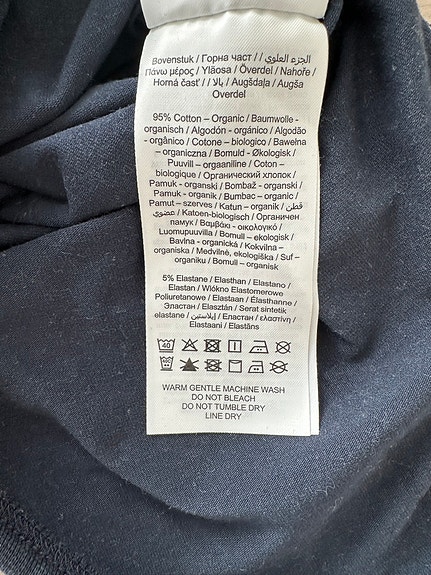 Bovenstuk / Горна част / / الجزء العلوي
Πάνω μέρος / Yläosa / Överdel / Nahoře /
Horná časť / بالا / Augšdaļa / Augša
Överdel
95% Cotton – Organic / Baumwolle -
organisch / Algodón - orgánico / Algodão
- orgânico / Cotone – biologico / Bawełna
– organiczna / Bomuld - Økologisk /
Puuvill – orgaaniline / Coton –
biologique / Органический хлопок /
Pamuk - organski / Bombaž - organski /
Pamuk - organik / Bumbac – organic /
Pamut – szerves / Katun – organik / قطن
عضوي / Katoen-biologisch / Органичен
памук / Βαμβάκι - οικολογικό /
Luomupuuvilla / Bomull – ekologisk /
Bavlna - organická / Kokvilna –
organiska / Medvilnė, ekologiška / Suf –
organiku / Bomull – organisk
5% Elastane / Elasthan / Elastano /
Elastan / Włókno Elastomerowe
Poliuretanowe / Elastaan / Élasthanne /
Эластан / Elasztán / Serat sintetik
elastane / إيلاستين / Еластан / ελαστίνη /
Elastaani / Elastāns
40
WARM GENTLE MACHINE WASH
DO NOT BLEACH
DO NOT TUMBLE DRY
LINE DRY